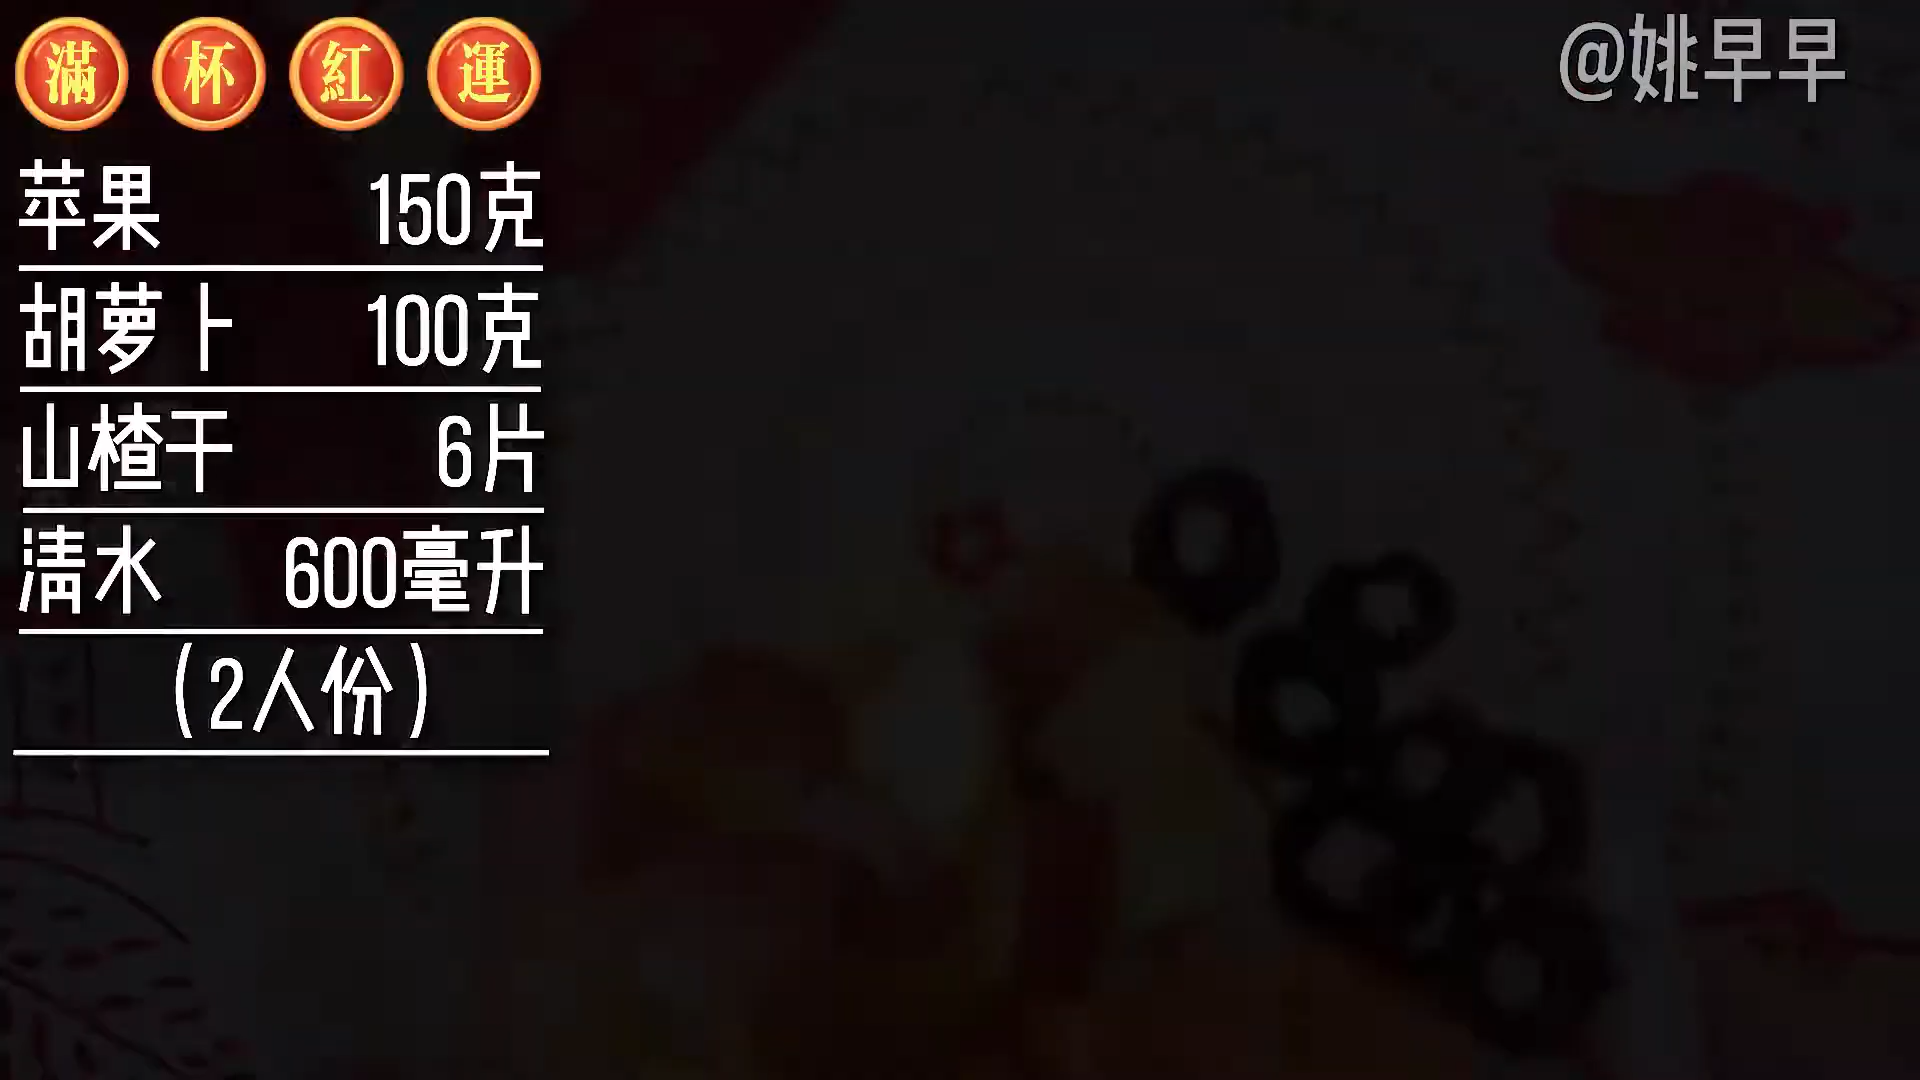 滿杯紅運
@姚早早
苹果 150克
胡萝卜 100克
山楂干 6片
清水 600毫升
(2人份)